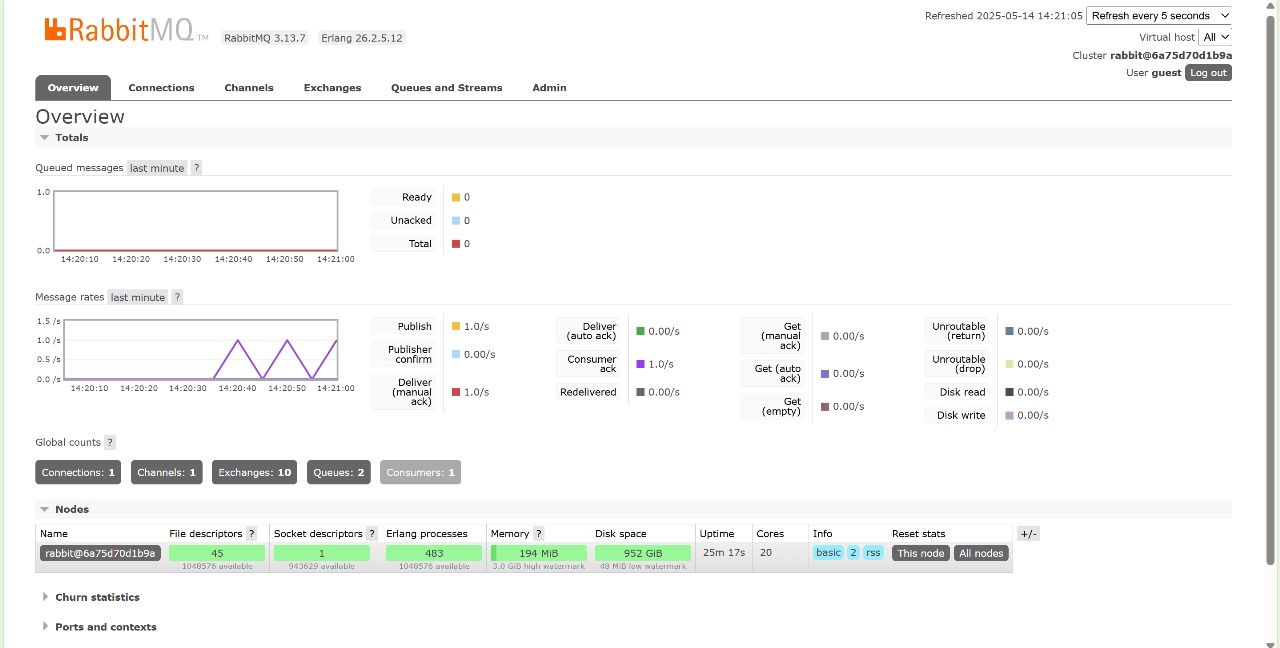 RabbitMQ TM RabbitMQ 3.13.7 Erlang 26.2.5.12
Refreshed 2025-05-14 14:21:05 Refresh every 5 seconds
Virtual host All
Cluster rabbit@6a75d70d1b9a
User guest Log out
Overview Connections Channels Exchanges Queues and Streams Admin
Overview
Totals
Queued messages last minute ?
1.0
0.0
14:20:10 14:20:20 14:20:30 14:20:40 14:20:50 14:21:00
Ready 0
Unacked 0
Total 0
Message rates last minute ?
1.5 /s
1.0 /s
0.5 /s
0.0 /s
14:20:10 14:20:20 14:20:30 14:20:40 14:20:50 14:21:00
Publish 1.0/s
Publisher
confirm 0.00/s
Deliver
(manual
ack) 1.0/s
Deliver
(auto ack) 0.00/s
Consumer
ack 1.0/s
Redelivered 0.00/s
Get
(manual
ack) 0.00/s
Get (auto
ack) 0.00/s
Get
(empty) 0.00/s
Unroutable
(return) 0.00/s
Unroutable
(drop) 0.00/s
Disk read 0.00/s
Disk write 0.00/s
Global counts ?
Connections: 1 Channels: 1 Exchanges: 10 Queues: 2 Consumers: 1
Nodes
Name File descriptors ? Socket descriptors ? Erlang processes Memory ? Disk space Uptime Cores Info Reset stats +/-
rabbit@6a75d70d1b9a 45 1 483 194 MiB 952 GiB 25m 17s 20 basic 2 rss This node All nodes
1048576 available 943629 available 1048576 available 3.0 GiB high watermark 48 MiB low watermark
Churn statistics
Ports and contexts